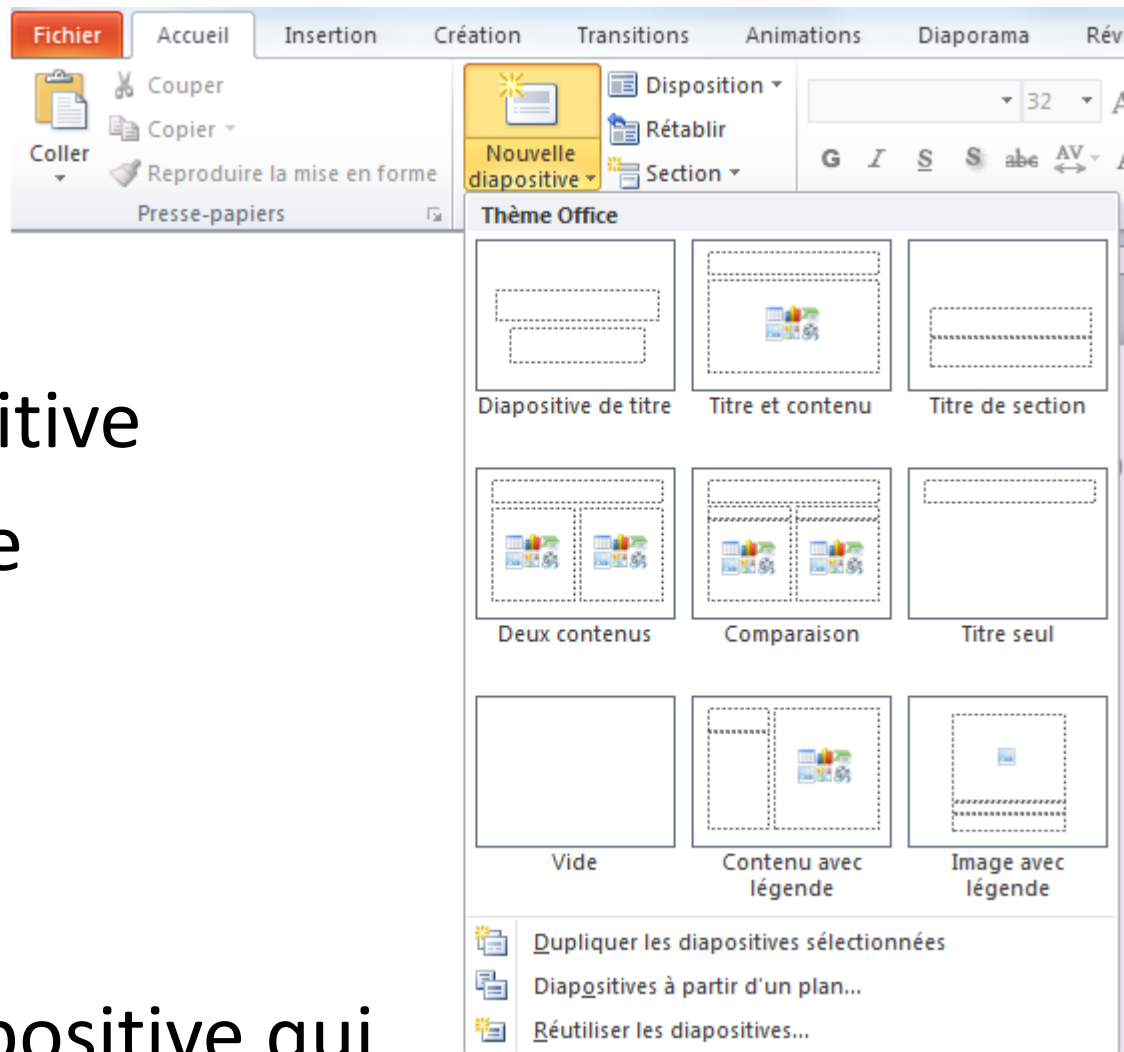 Fichier Accueil Insertion Création Transitions Animations Diaporama Rév
Couper
Copier
Coller
Reproduire la mise en forme
Presse-papiers
Nouvelle
diapositive
Disposition
Rétablir
Section
32
G I S S abc AV
Thème Office
Diapositive de titre Titre et contenu Titre de section
Deux contenus Comparaison Titre seul
Vide Contenu avec légende Image avec légende
Dupliquer les diapositives sélectionnées
Diapositives à partir d'un plan...
Réutiliser les diapositives...
itive
e
positive qui